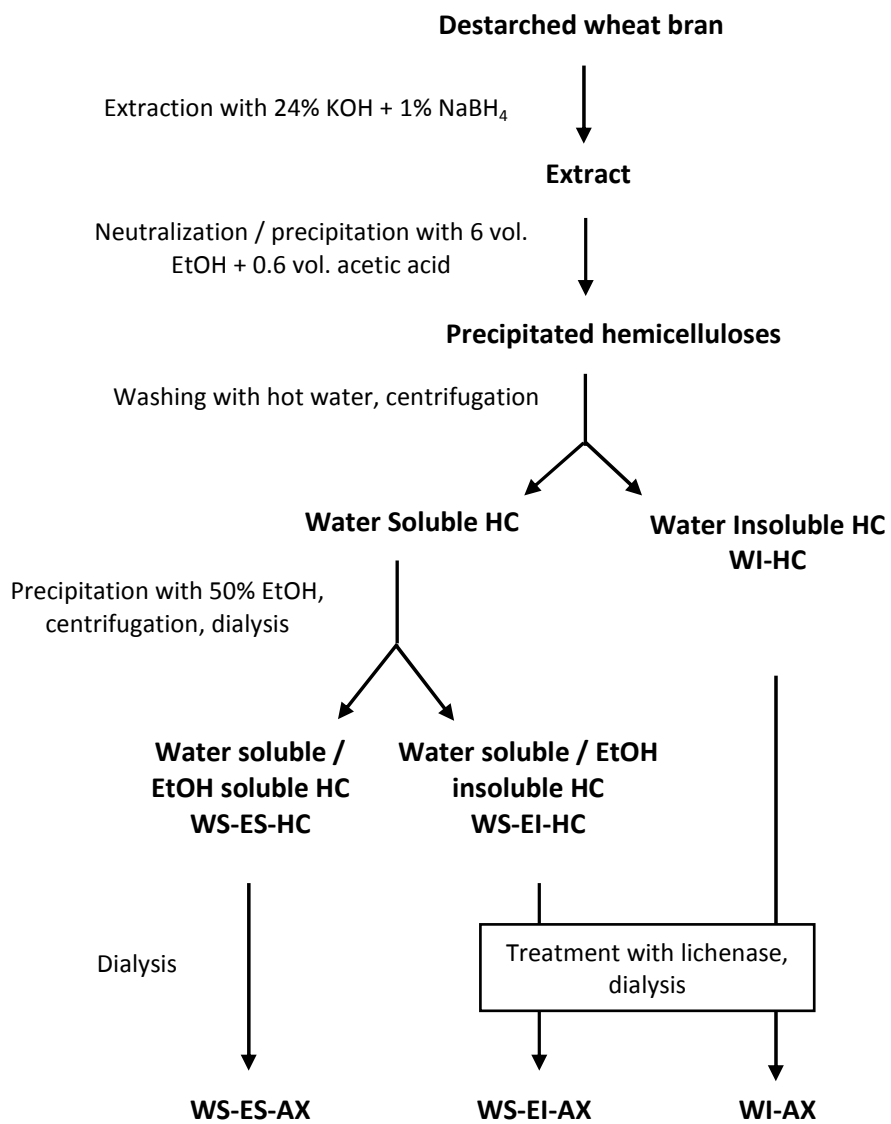 Destarched wheat bran
Extraction with 24% KOH + 1% NaBH₄
Extract
Neutralization / precipitation with 6 vol.
EtOH + 0.6 vol. acetic acid
Precipitated hemicelluloses
Washing with hot water, centrifugation
Water Soluble HC
Water Insoluble HC
WI-HC
Precipitation with 50% EtOH,
centrifugation, dialysis
Water soluble /
EtOH soluble HC
WS-ES-HC
Water soluble / EtOH
insoluble HC
WS-EI-HC
Dialysis
Treatment with lichenase,
dialysis
WS-ES-AX
WS-EI-AX
WI-AX